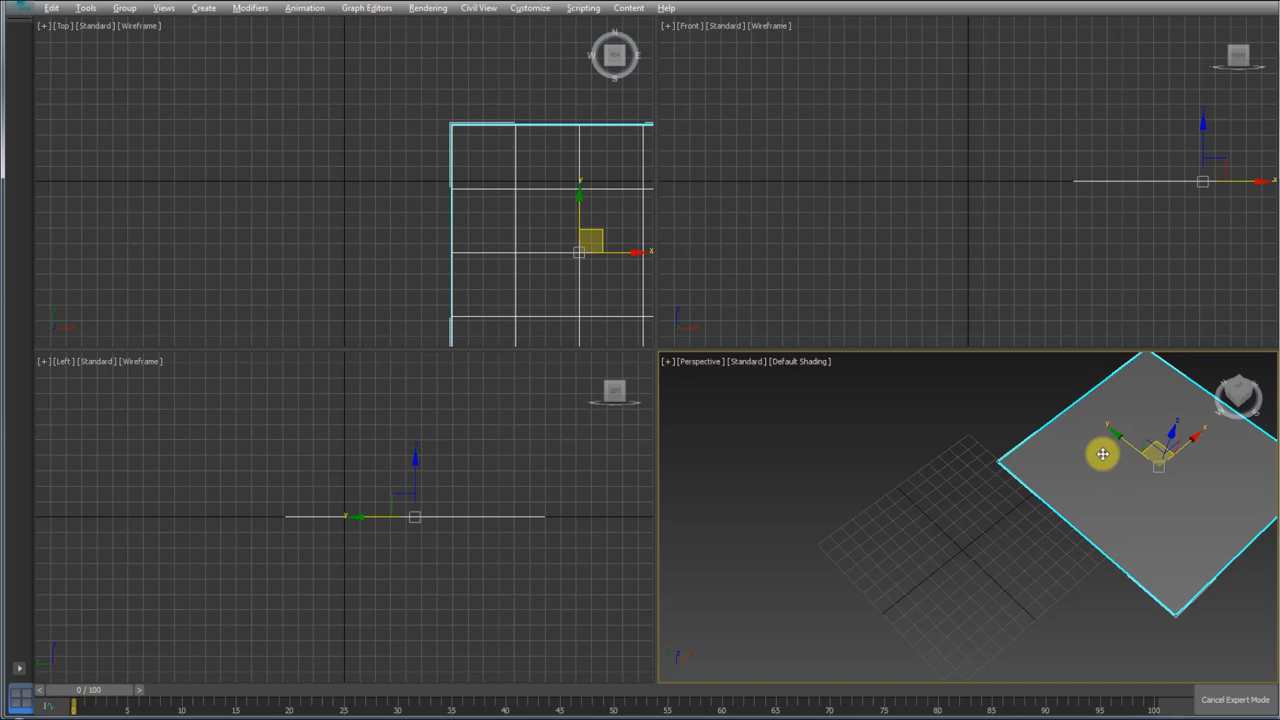 Edit Tools Group Views Create Modifiers Animation Graph Editors Rendering Civil View Customize Scripting Content Help
[+] [Top] [Standard] [Wireframe]
N
W TOP E
S
y
x
[+] [Front] [Standard] [Wireframe]
z
x
z
[+] [Left] [Standard] [Wireframe]
LEFT
z
y
z
[+] [Perspective] [Standard] [Default Shading]
y z x
z
< 0 / 100 >
0 5 10 15 20 25 30 35 40 45 50 55 60 65 70 75 80 85 90 95 100
Cancel Expert Mode